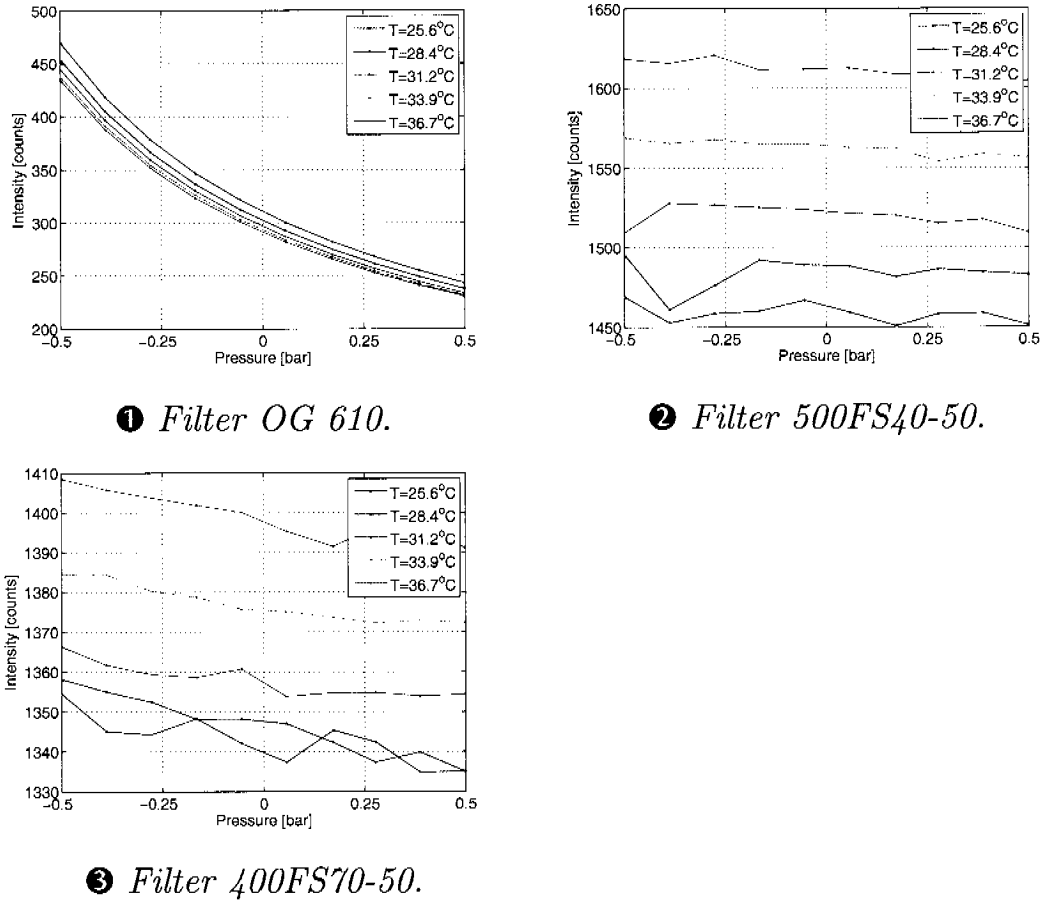 500
450
400
350
300
250
200
Intensity [counts]
-0.5 -0.25 0 0.25 0.5
Pressure [bar]
T=25.6°C
T=28.4°C
T=31.2°C
T=33.9°C
T=36.7°C
❶ Filter OG 610.
1650
1600
1550
1500
1450
Intensity [counts]
-0.5 -0.25 0 0.25 0.5
Pressure [bar]
T=25.6°C
T=28.4°C
T=31.2°C
T=33.9°C
T=36.7°C
❷ Filter 500FS40-50.
1410
1400
1390
1380
1370
1360
1350
1340
1330
Intensity [counts]
-0.5 -0.25 0 0.25 0.5
Pressure [bar]
T=25.6°C
T=28.4°C
T=31.2°C
T=33.9°C
T=36.7°C
❸ Filter 400FS70-50.